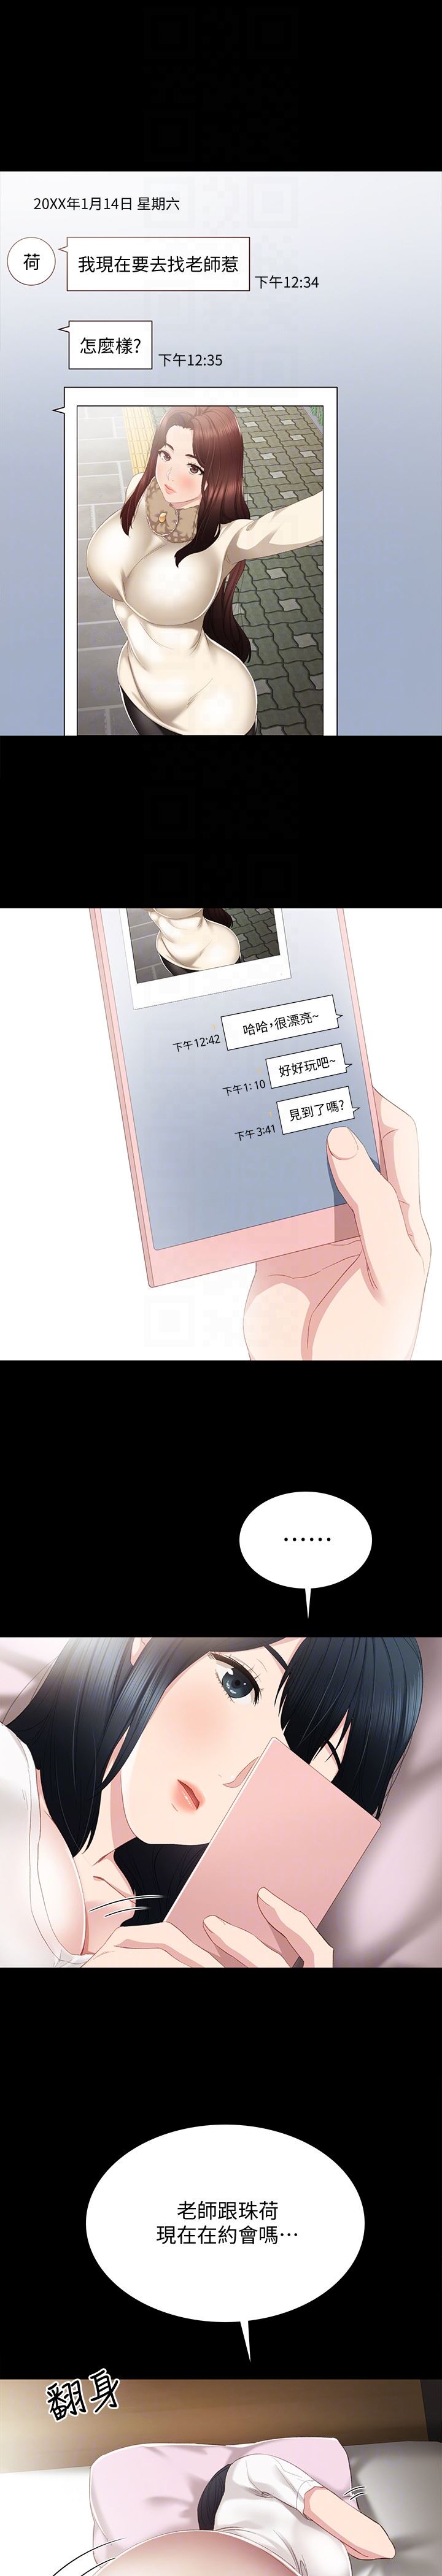 20XX年1月14日 星期六
荷
我現在要去找老師惹
下午12:34
怎麼樣?
下午12:35
哈哈，很漂亮~
下午12:42
好好玩吧~
下午1:10
見到了嗎?
下午3:41
……
老師跟珠荷
現在在約會嗎…
翻身